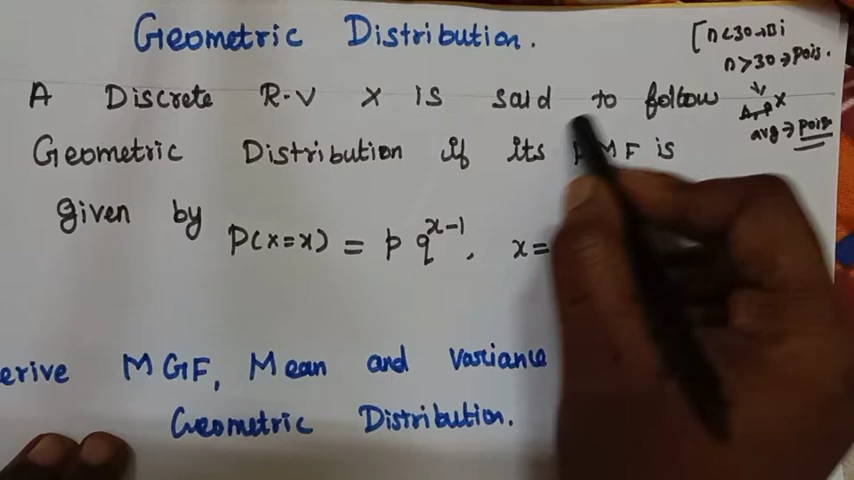 Geometric Distribution.
[n<30→Bi
n>30→Pois.
A Discrete R.V X is said to follow
avg→Pois
Geometric Distribution if its PMF is
given by
P(X=x) = p q^{x-1}, x=
erive MGF, Mean and variance
Geometric Distribution.